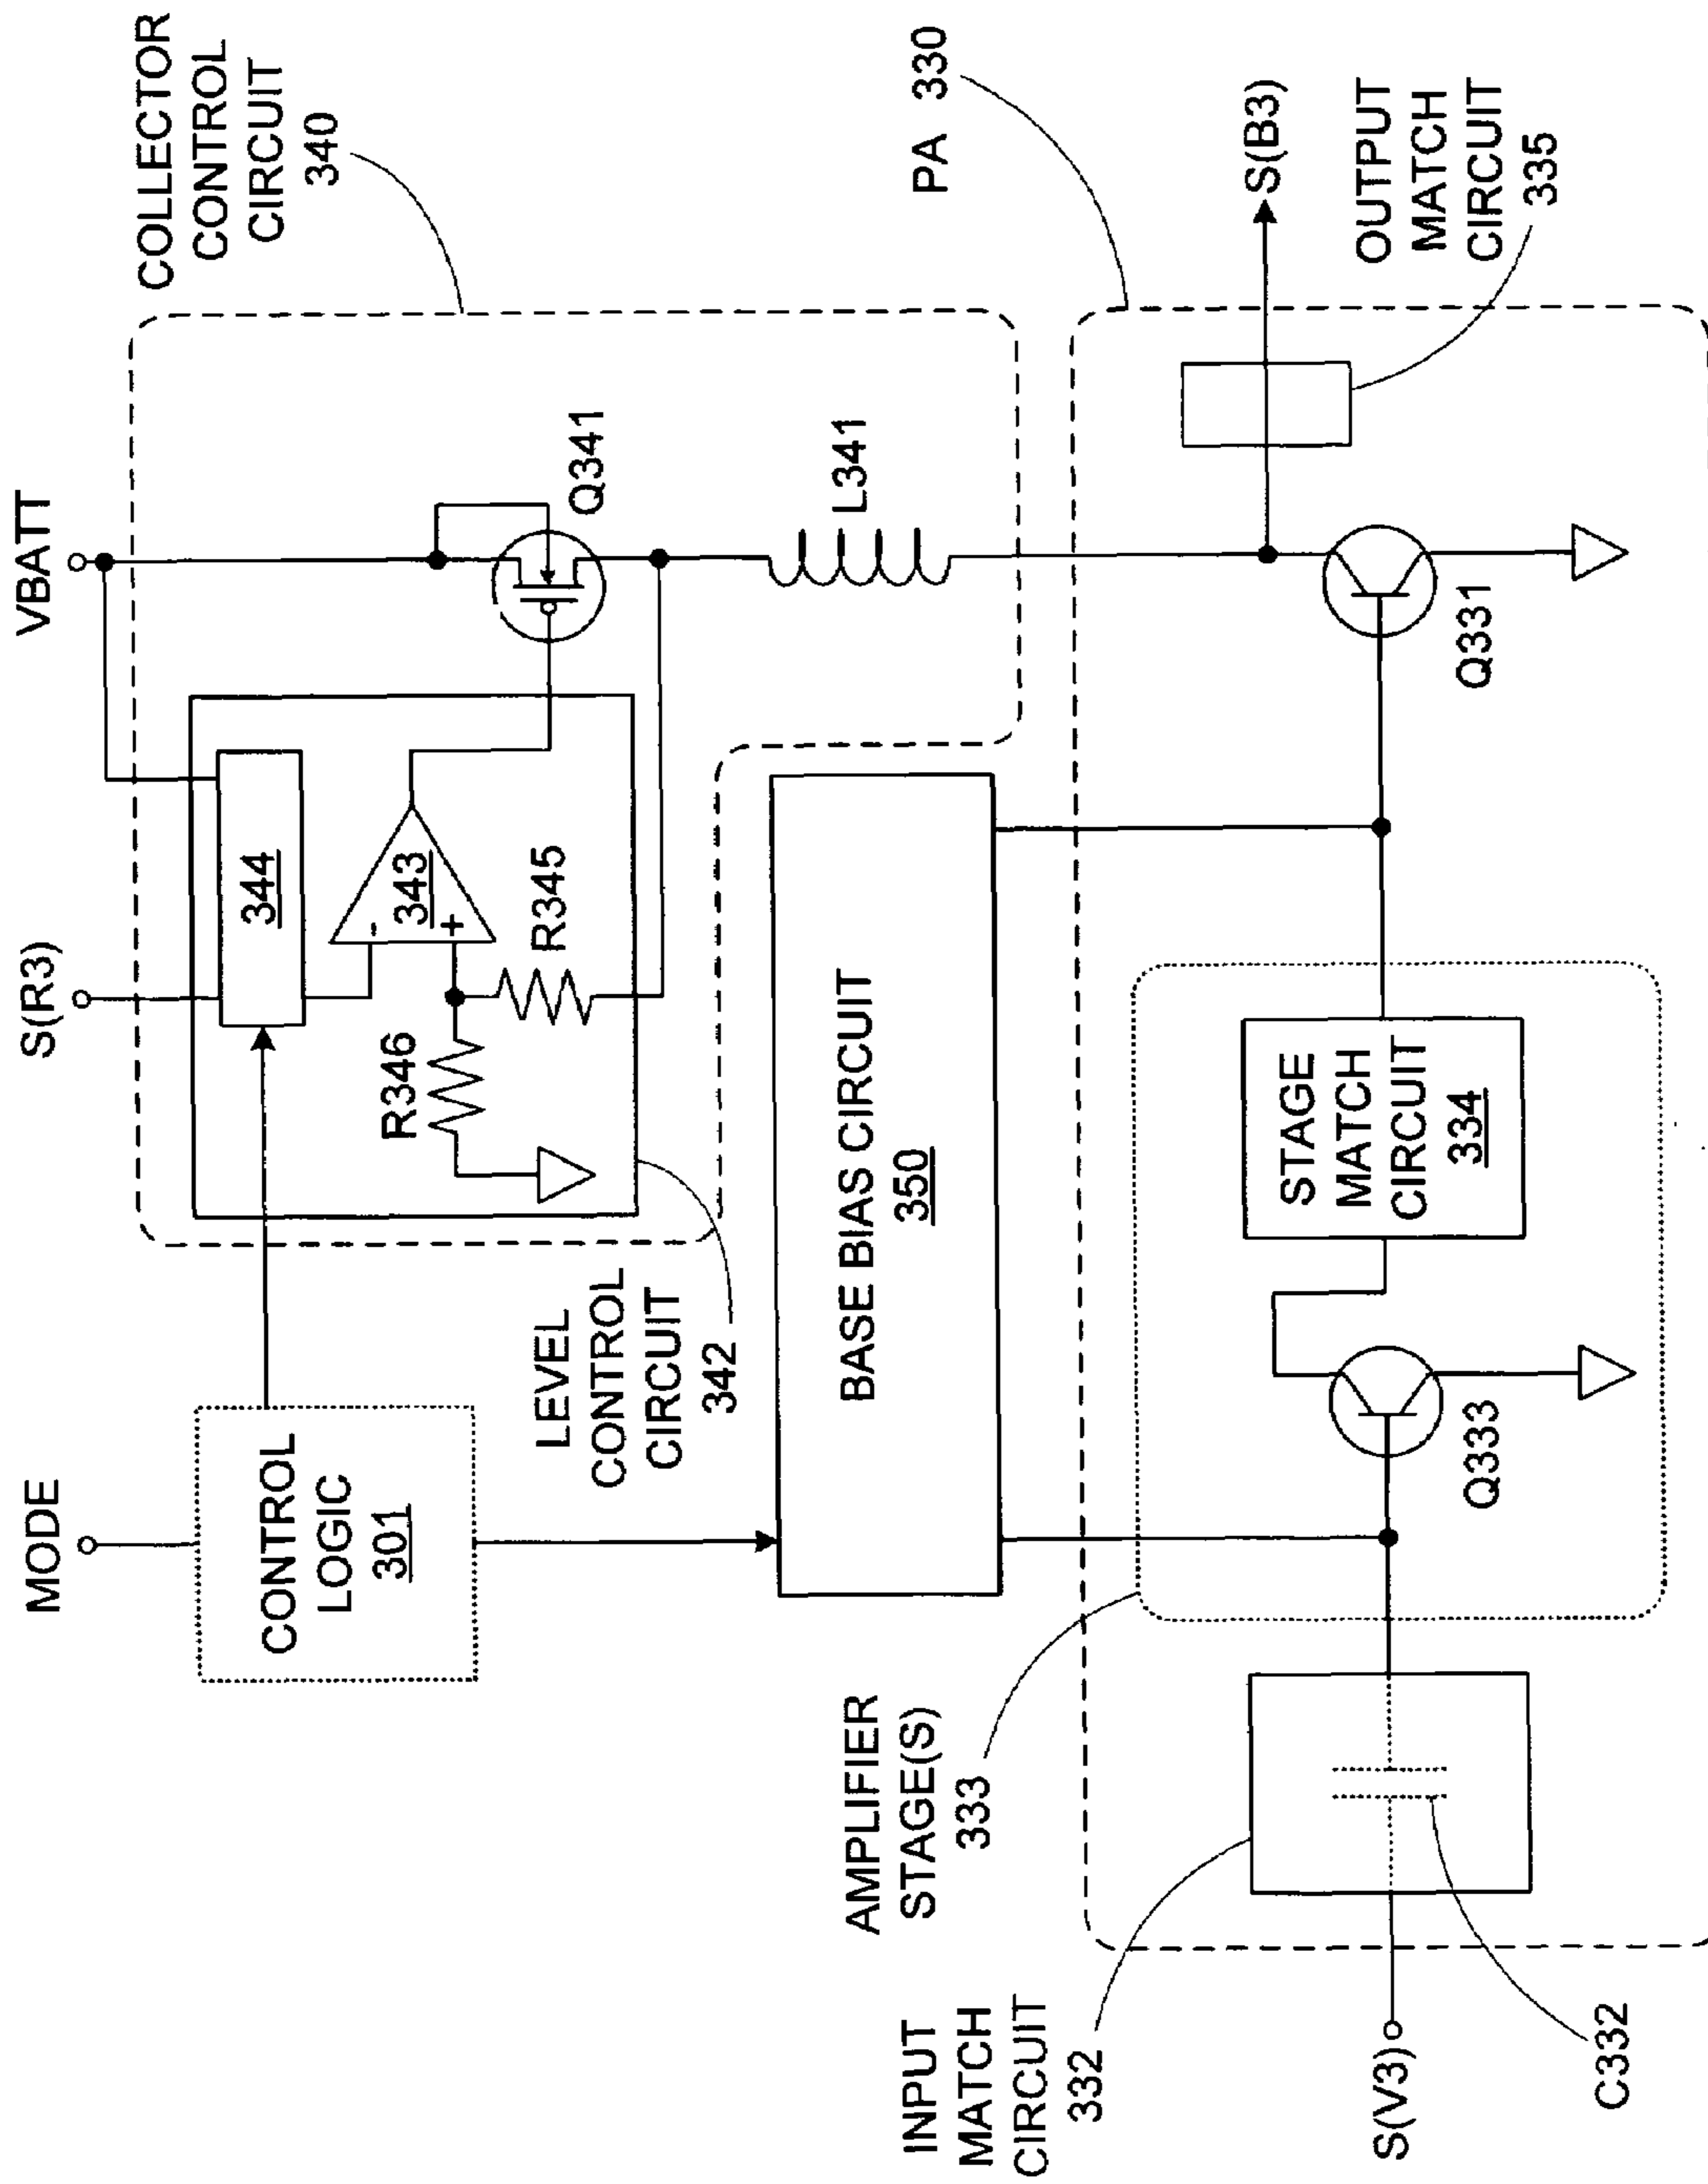 MODE
S(R3)
VBATT
COLLECTOR
CONTROL
CIRCUIT
340
CONTROL
LOGIC
301
344
343
-
+
R346
R345
Q341
L341
LEVEL
CONTROL
CIRCUIT
342
BASE BIAS CIRCUIT
350
PA 330
AMPLIFIER
STAGE(S)
333
INPUT
MATCH
CIRCUIT
332
S(V3)
C332
Q333
STAGE
MATCH
CIRCUIT
334
Q331
S(B3)
OUTPUT
MATCH
CIRCUIT
335